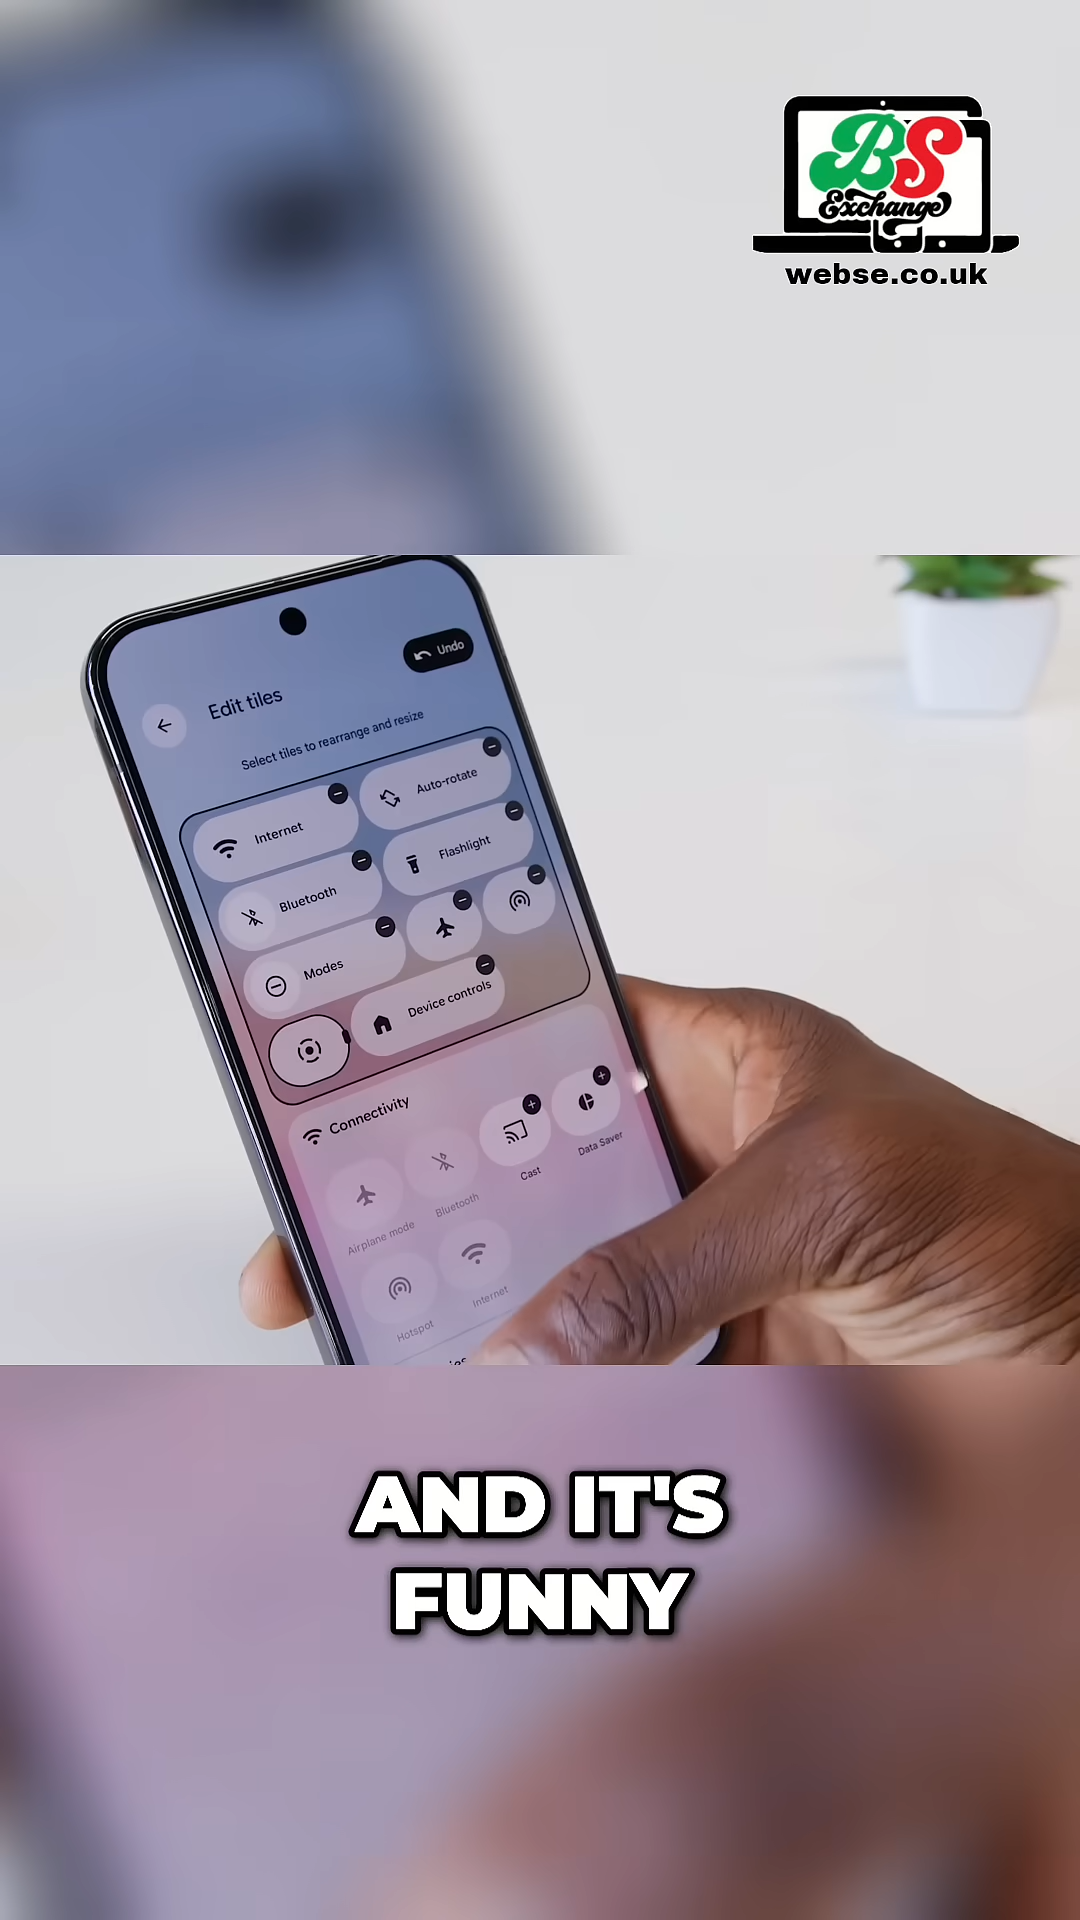 BS
Exchange
webse.co.uk
Undo
Edit tiles
Select tiles to rearrange and resize
Internet
Auto-rotate
Bluetooth
Flashlight
Modes
Device controls
Connectivity
Airplane mode
Bluetooth
Cast
Data Saver
Hotspot
Internet
AND IT'S
FUNNY